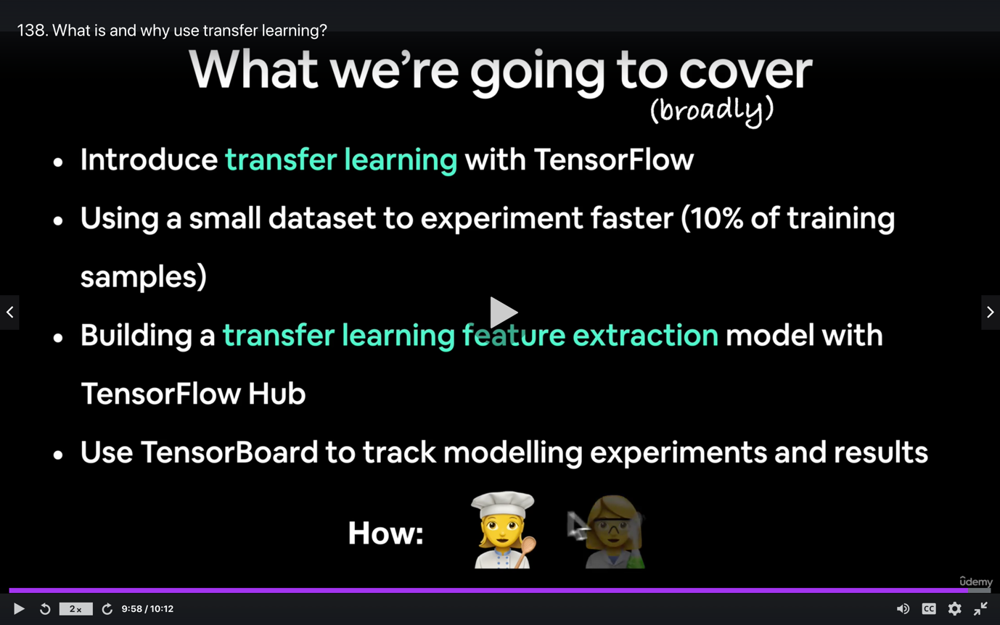 138. What is and why use transfer learning?
What we're going to cover
(broadly)
• Introduce transfer learning with TensorFlow
• Using a small dataset to experiment faster (10% of training
samples)
• Building a transfer learning feature extraction model with
TensorFlow Hub
• Use TensorBoard to track modelling experiments and results
How:
ûdemy
2x
9:58 / 10:12
CC